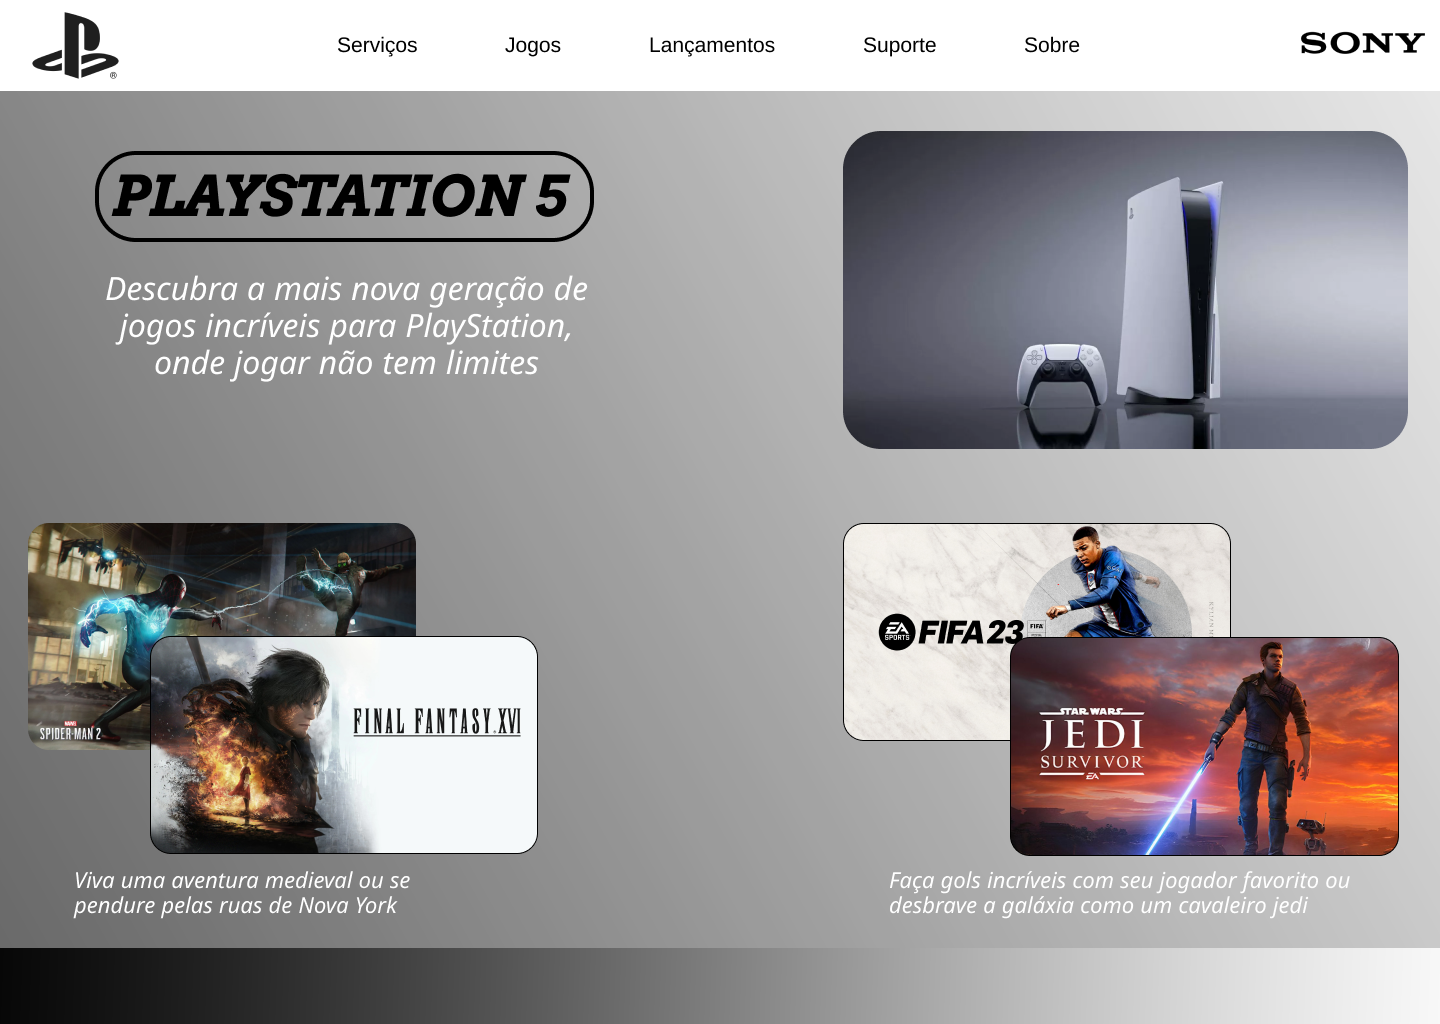 Serviços
Jogos
Lançamentos
Suporte
Sobre
SONY
®
PLAYSTATION 5
Descubra a mais nova geração de
jogos incríveis para PlayStation,
onde jogar não tem limites
MARVEL
SPIDER-MAN 2
FINAL FANTASY XVI
EA
SPORTS
FIFA 23
FIFA
STAR WARS
JEDI
SURVIVOR
EA
Viva uma aventura medieval ou se
pendure pelas ruas de Nova York
Faça gols incríveis com seu jogador favorito ou
desbrave a galáxia como um cavaleiro jedi